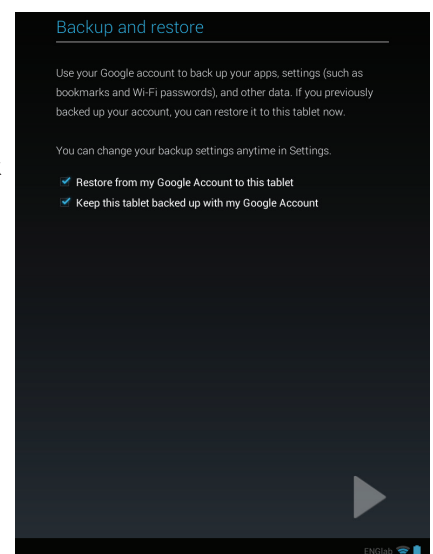 Backup and restore
Use your Google account to back up your apps, settings (such as
bookmarks and Wi-Fi passwords), and other data. If you previously
backed up your account, you can restore it to this tablet now.
You can change your backup settings anytime in Settings.
Restore from my Google Account to this tablet
Keep this tablet backed up with my Google Account
ENGlab